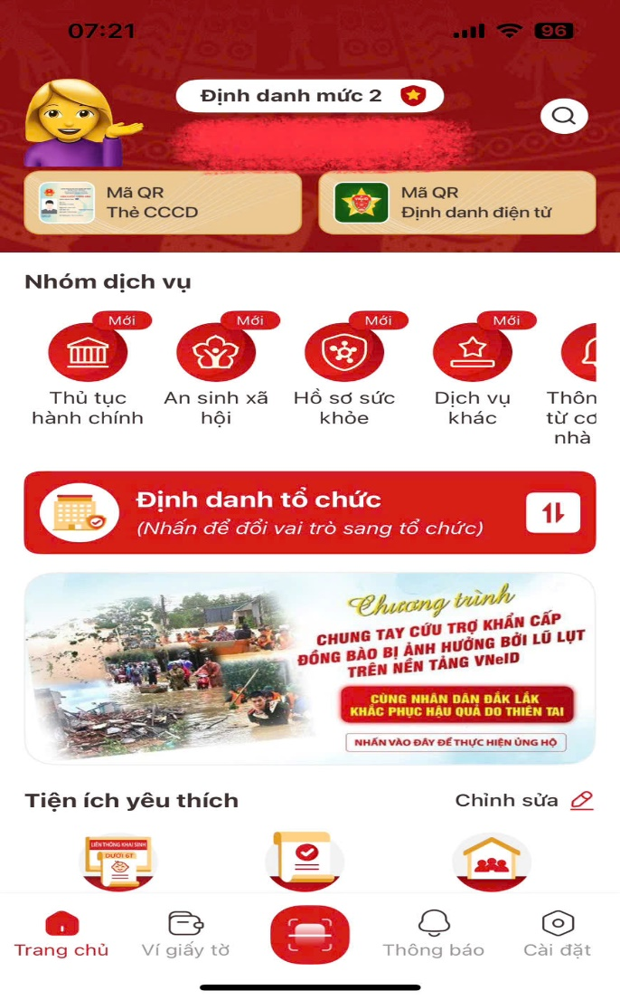 07:21
96
Định danh mức 2
Mã QR
Thẻ CCCD
Mã QR
Định danh điện tử
Nhóm dịch vụ
Mới
Mới
Mới
Mới
Thủ tục
hành chính
An sinh xã
hội
Hồ sơ sức
khỏe
Dịch vụ
khác
Thôn
từ cơ
nhà
Định danh tổ chức
(Nhấn để đổi vai trò sang tổ chức)
Chương trình
CHUNG TAY CỨU TRỢ KHẨN CẤP
ĐỒNG BÀO BỊ ẢNH HƯỞNG BỞI LŨ LỤT
TRÊN NỀN TẢNG VNeID
CÙNG NHÂN DÂN ĐẮK LẮK
KHẮC PHỤC HẬU QUẢ DO THIÊN TAI
NHẤN VÀO ĐÂY ĐỂ THỰC HIỆN ỦNG HỘ
Tiện ích yêu thích
Chỉnh sửa
LIÊN THÔNG KHAI SINH
DƯỚI 6T
Trang chủ
Ví giấy tờ
Thông báo
Cài đặt